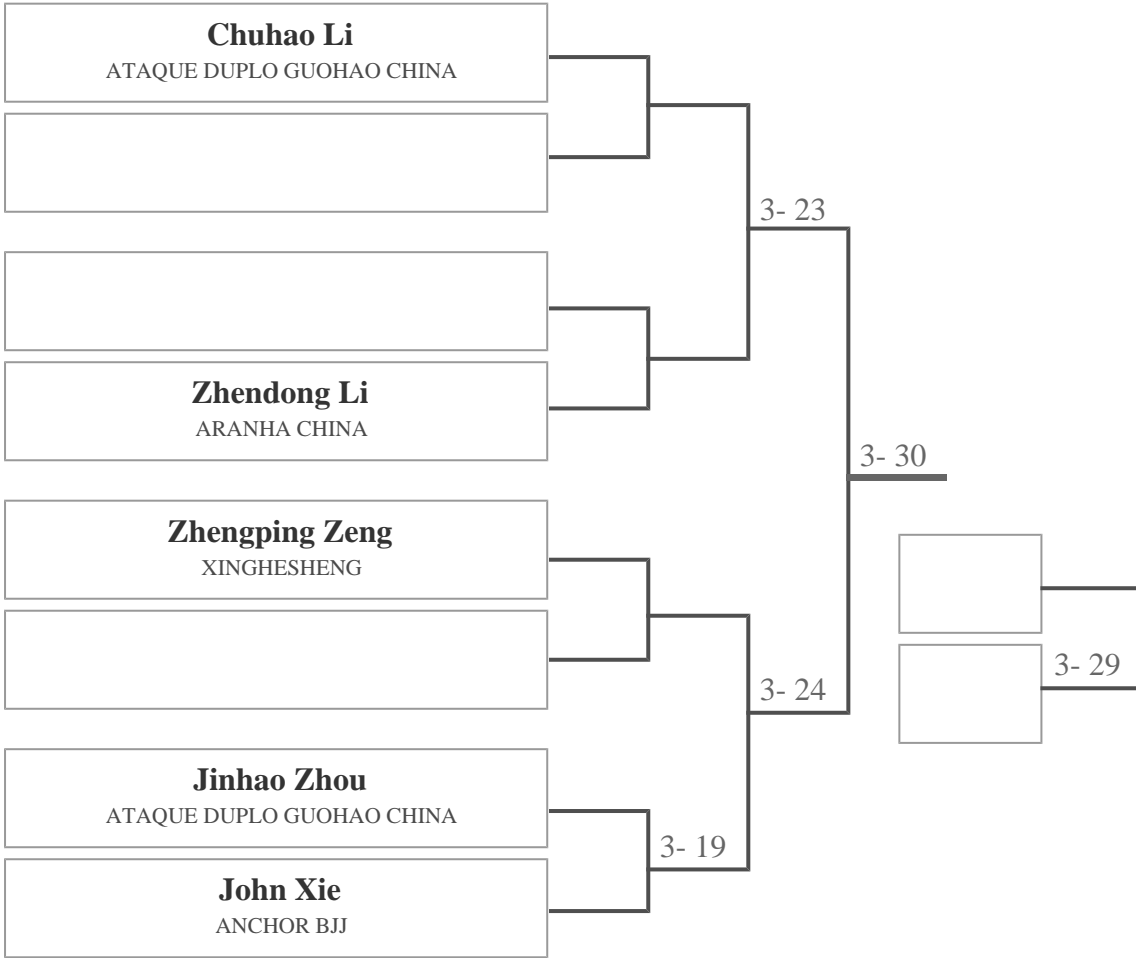 Chuhao Li
ATAQUE DUPLO GUOHAO CHINA
3- 23
Zhendong Li
ARANHA CHINA
3- 30
Zhengping Zeng
XINGHESHENG
3- 24
3- 29
Jinhao Zhou
ATAQUE DUPLO GUOHAO CHINA
3- 19
John Xie
ANCHOR BJJ